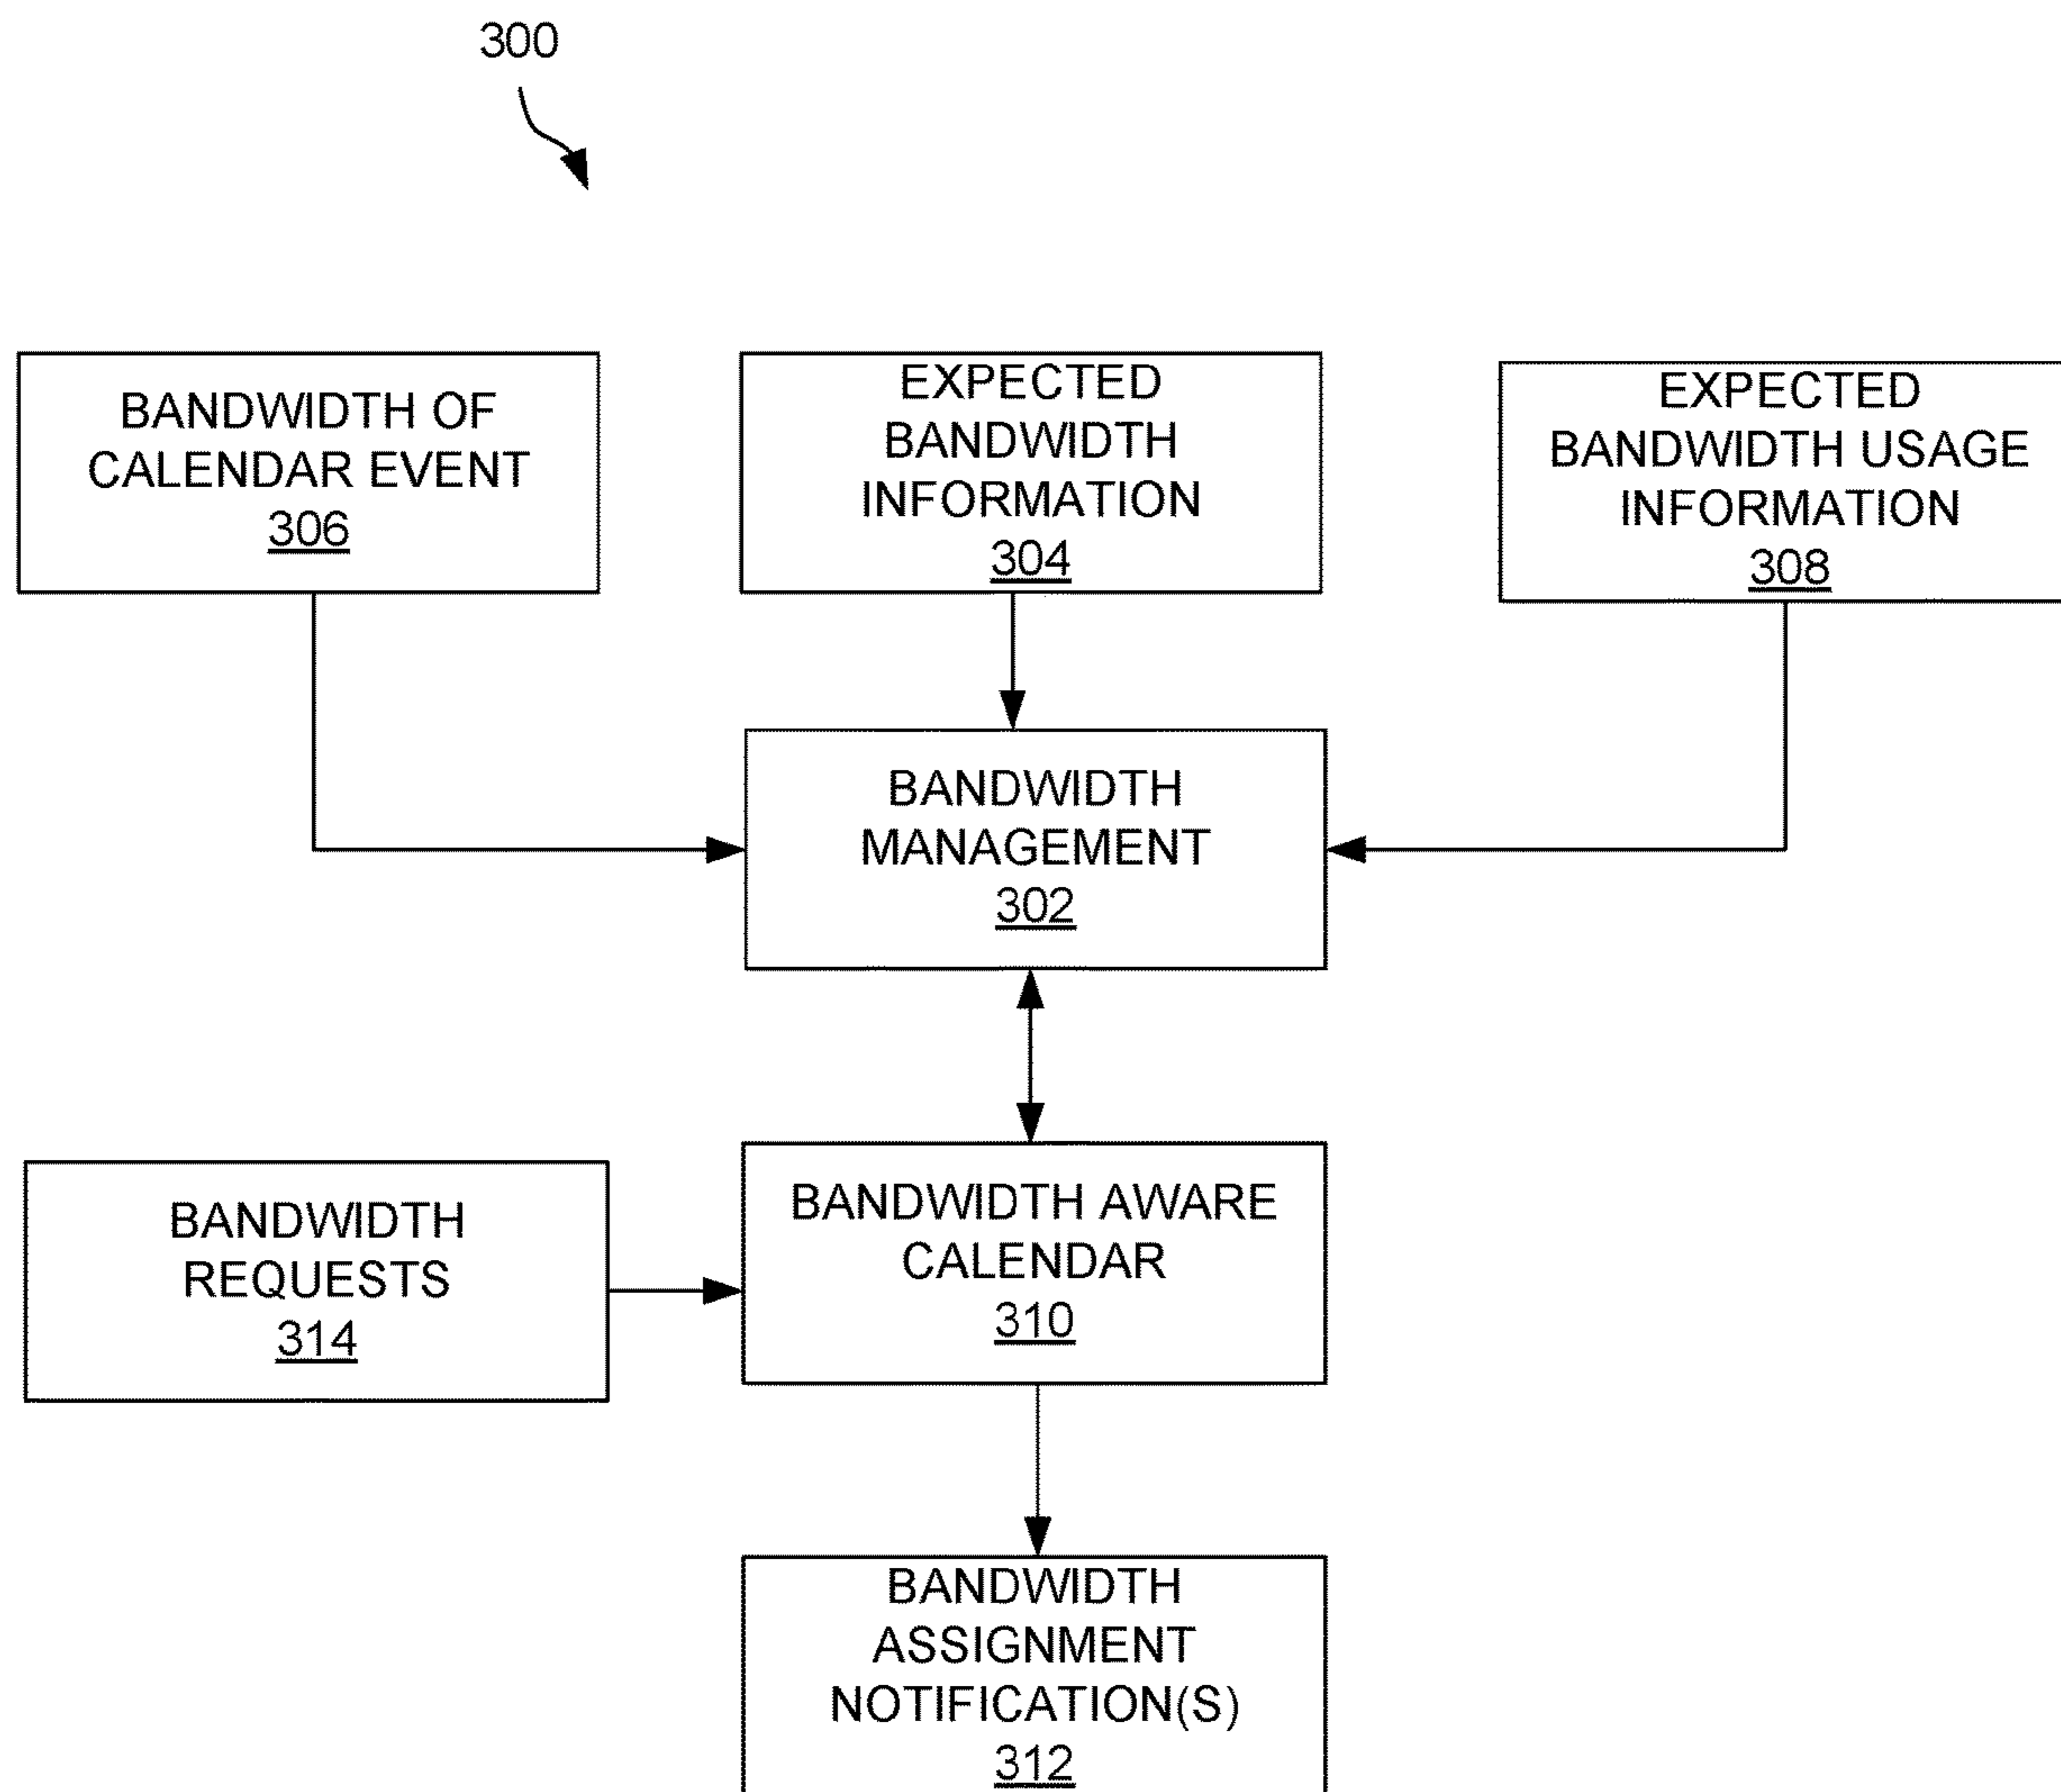 300
BANDWIDTH OF
CALENDAR EVENT
306
EXPECTED
BANDWIDTH
INFORMATION
304
EXPECTED
BANDWIDTH USAGE
INFORMATION
308
BANDWIDTH
MANAGEMENT
302
BANDWIDTH
REQUESTS
314
BANDWIDTH AWARE
CALENDAR
310
BANDWIDTH
ASSIGNMENT
NOTIFICATION(S)
312